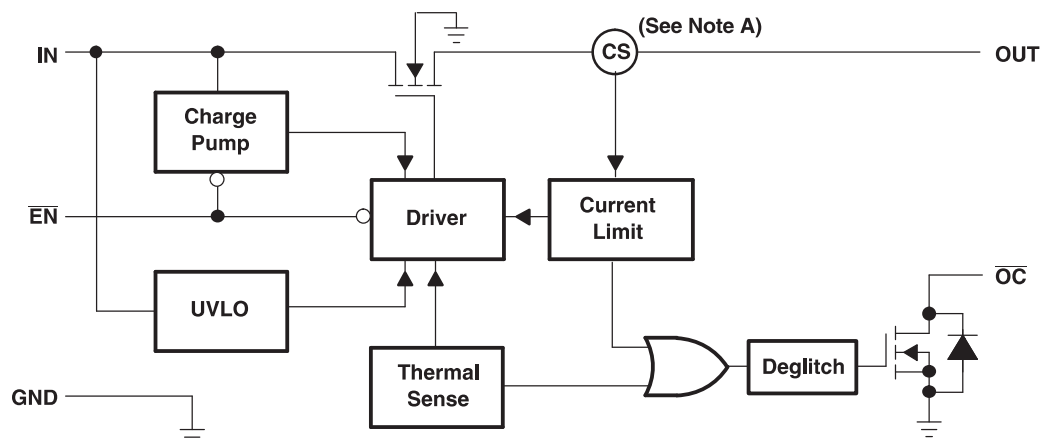 (See Note A)
IN
CS
OUT
Charge
Pump
EN
Driver
Current
Limit
OC
UVLO
Thermal
Sense
Deglitch
GND